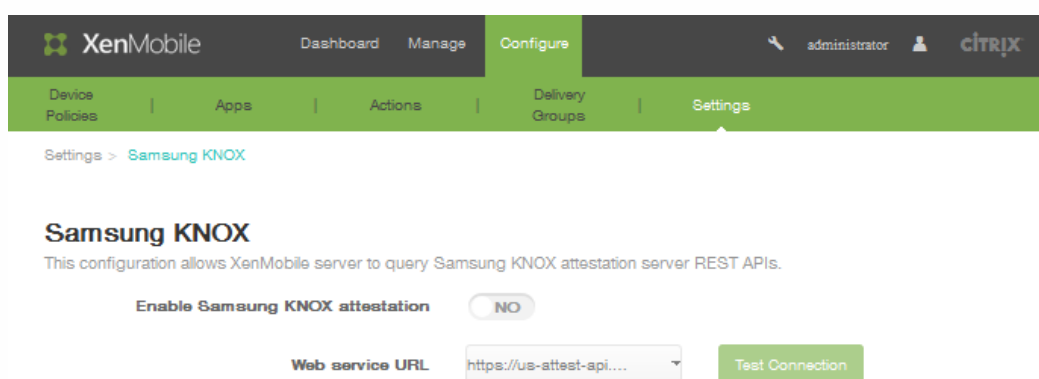 XenMobile Dashboard Manage Configure administrator CİTRIX
Device Policies | Apps | Actions | Delivery Groups | Settings
Settings > Samsung KNOX
Samsung KNOX
This configuration allows XenMobile server to query Samsung KNOX attestation server REST APIs.
Enable Samsung KNOX attestation NO
Web service URL https://us-attest-api.... Test Connection